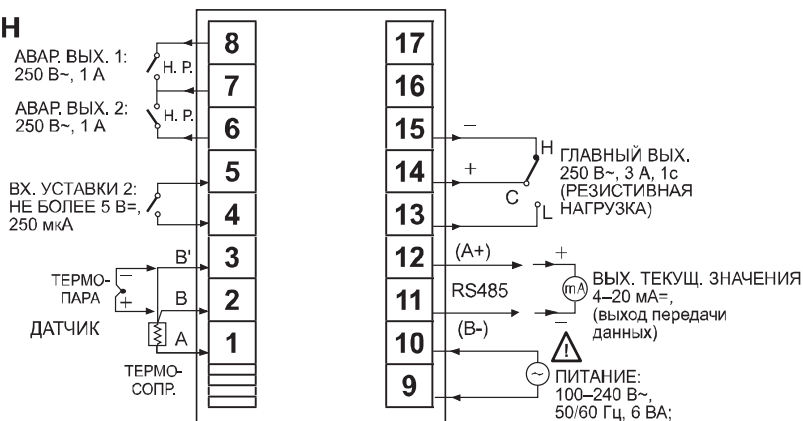 Н
АВАР. ВЫХ. 1:
250 В~, 1 А
Н. Р.
АВАР. ВЫХ. 2:
250 В~, 1 А
Н. Р.
ВХ. УСТАВКИ 2:
НЕ БОЛЕЕ 5 В=,
250 мкА
ТЕРМО-
ПАРА
−
+
ДАТЧИК
B'
B
A
ТЕРМО-
СОПР.
8
7
6
5
4
3
2
1
17
16
15
14
13
12
11
10
9
−
+
H
C
L
ГЛАВНЫЙ ВЫХ.
250 В~, 3 А, 1с
(РЕЗИСТИВНАЯ
НАГРУЗКА)
(A+)
RS485
(B-)
+
mA
−
ВЫХ. ТЕКУЩ. ЗНАЧЕНИЯ
4–20 мА=,
(выход передачи
данных)
!
~
ПИТАНИЕ:
100–240 В~,
50/60 Гц, 6 ВА;